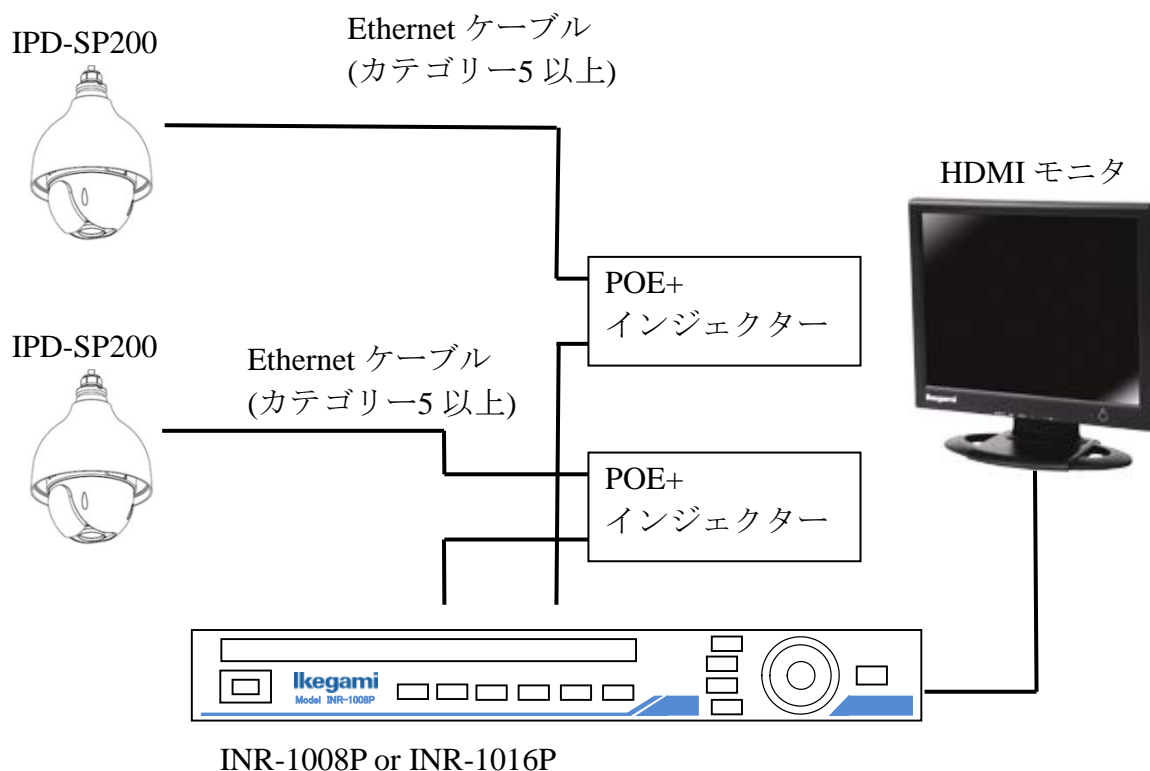 IPD-SP200
Ethernet ケーブル
(カテゴリー5 以上)
HDMI モニタ
POE+
インジェクター
IPD-SP200
Ethernet ケーブル
(カテゴリー5 以上)
POE+
インジェクター
Ikegami
Ikegami
Model INR-1008P
INR-1008P or INR-1016P